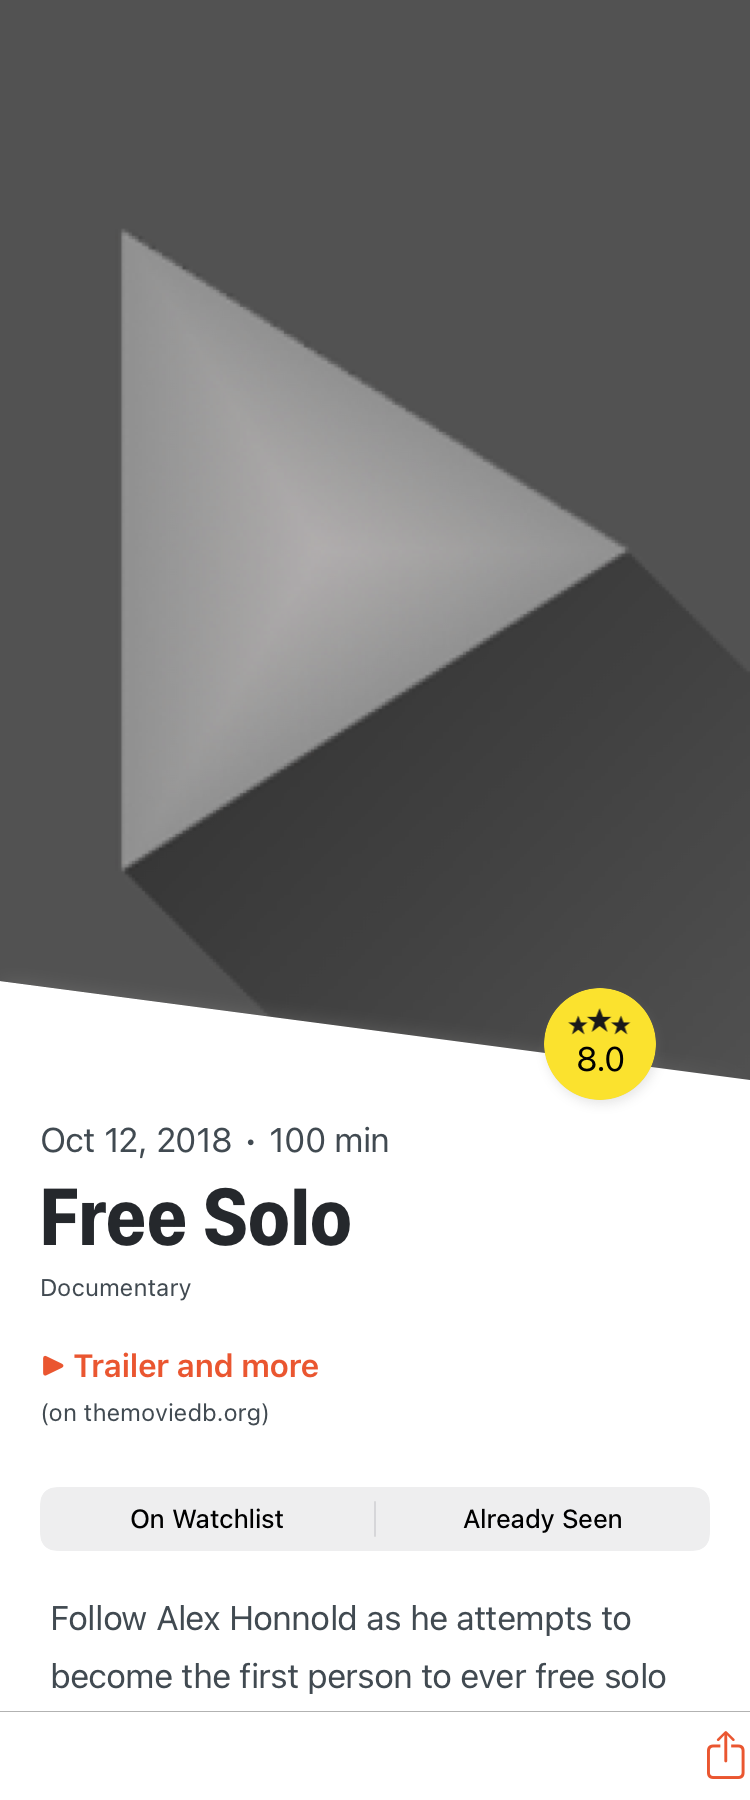 8.0
Oct 12, 2018 • 100 min
Free Solo
Documentary
Trailer and more
(on themoviedb.org)
On Watchlist
Already Seen
Follow Alex Honnold as he attempts to
become the first person to ever free solo